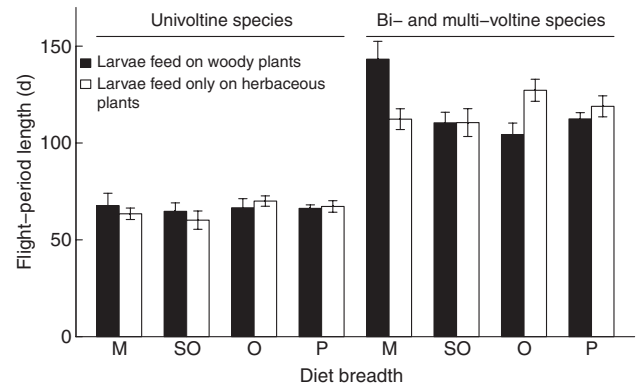 Univoltine species
Bi− and multi−voltine species
Larvae feed on woody plants
Larvae feed only on herbaceous
plants
Flight−period length (d)
150
100
50
0
M SO O P M SO O P
Diet breadth